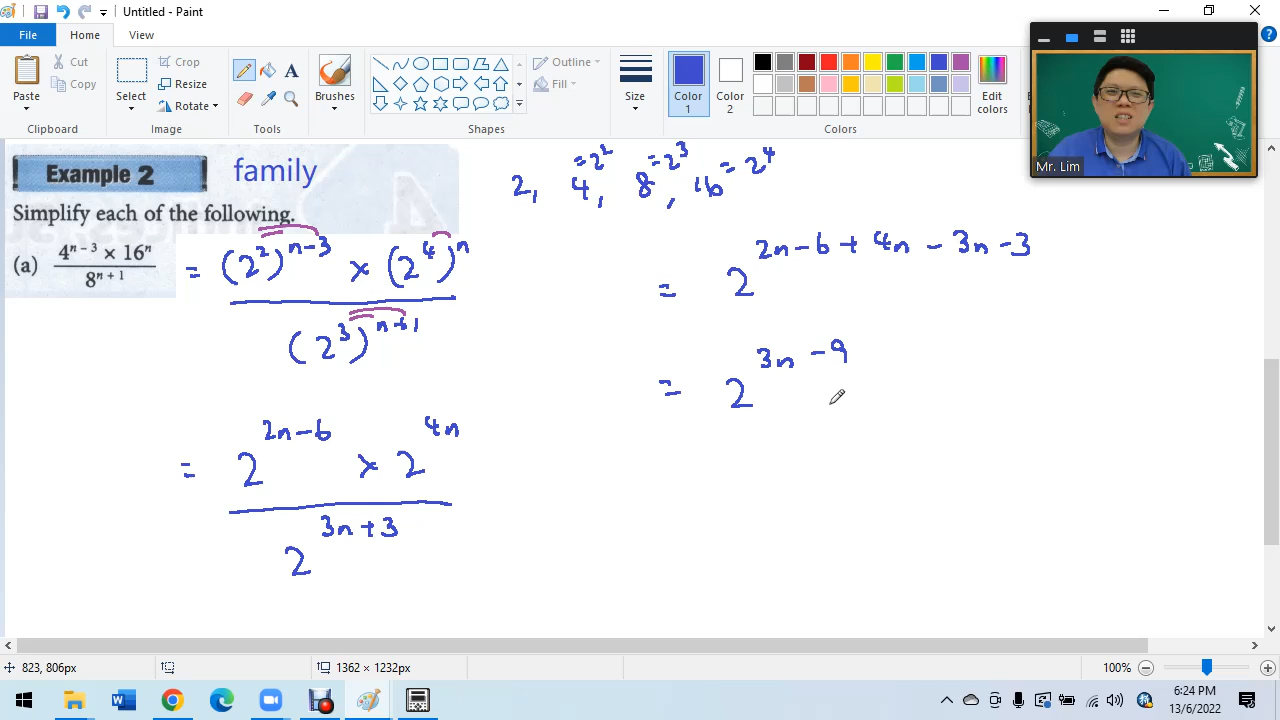 Untitled - Paint
File Home View
Paste Cut Copy Select Crop Resize Rotate Brushes Outline Fill Size Color 1 Color 2 Edit colors
Clipboard Image Tools Shapes Colors
Mr. Lim
Example 2 family
2, 4 = 2^2, 8 = 2^3, 16 = 2^4
Simplify each of the following.
(a) 4^{n-3} × 16^n / 8^{n+1} = (2^2)^{n-3} × (2^4)^n / (2^3)^{n+1}
= 2^{2n-6} × 2^{4n} / 2^{3n+3}
= 2^{2n-6+4n-3n-3}
= 2^{3n-9}
823, 806px 1362 × 1232px 100%
6:24 PM
13/6/2022